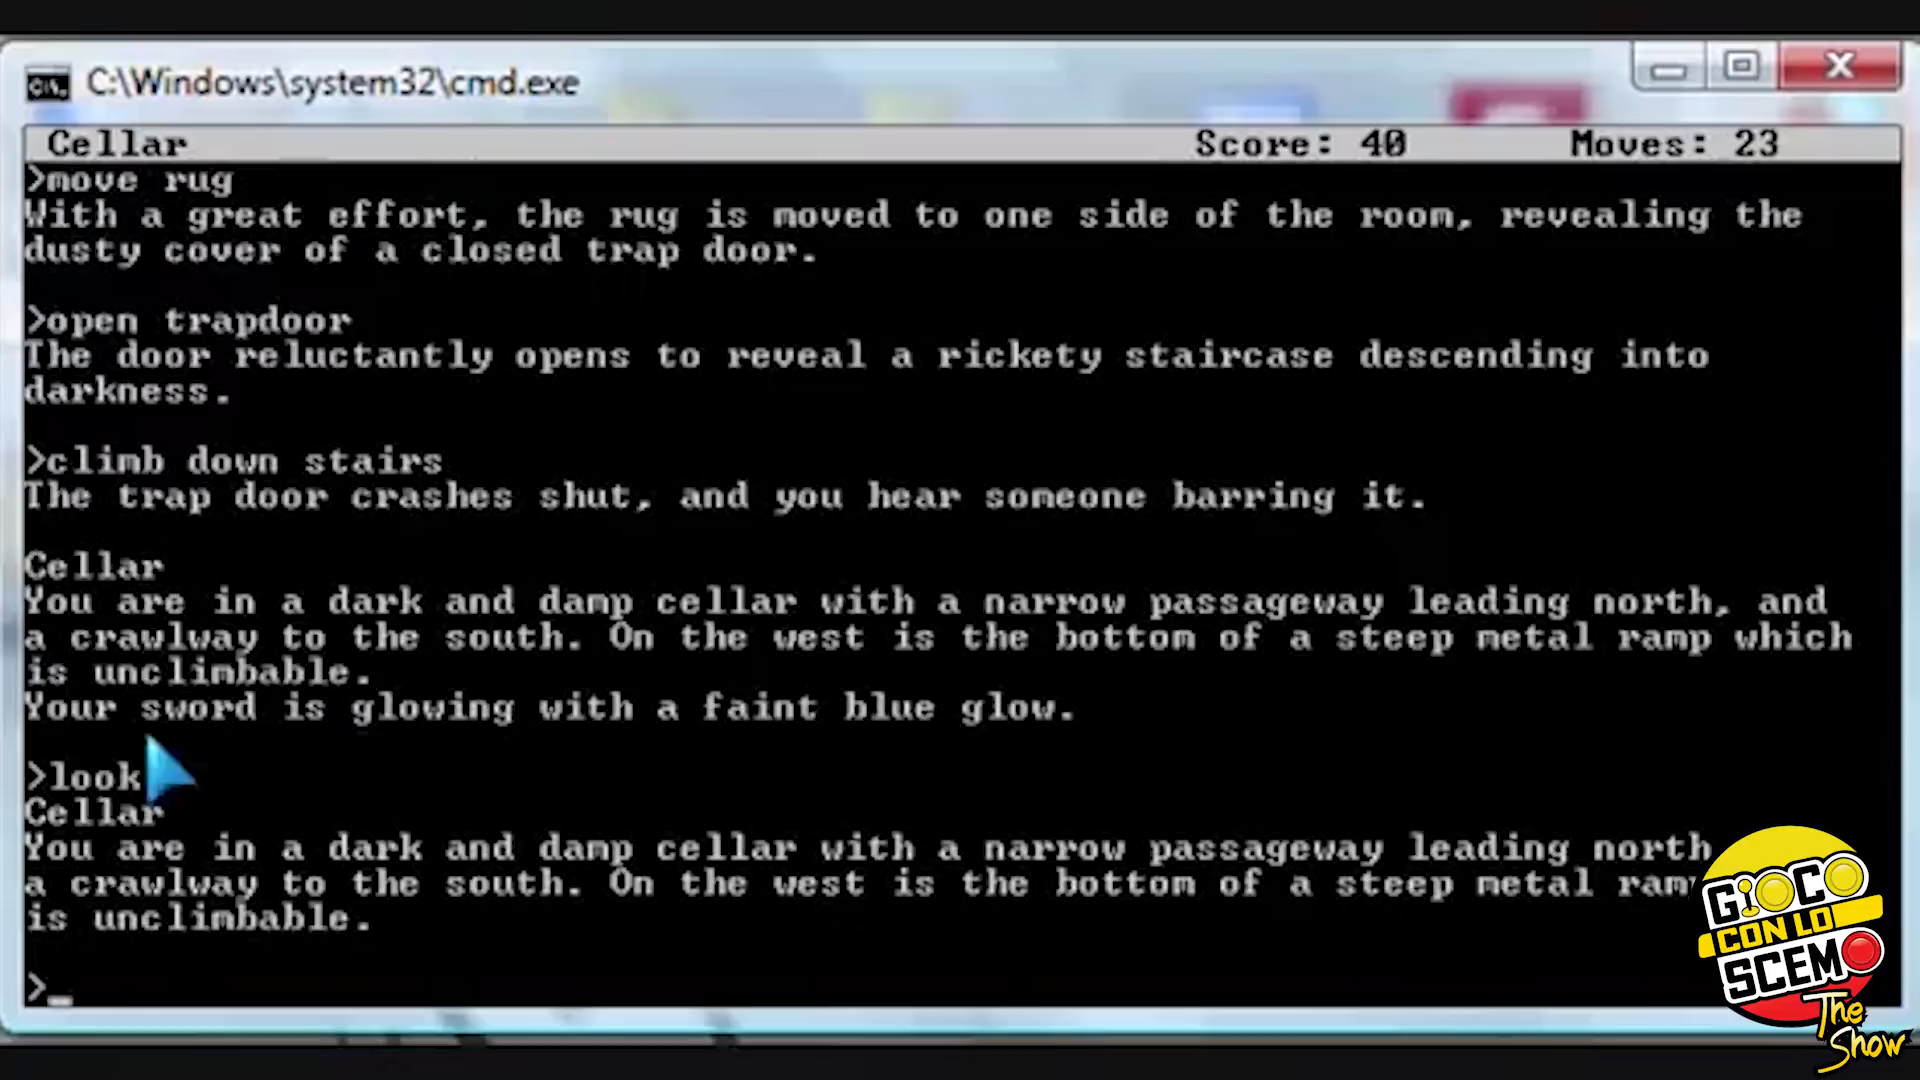 C:\Windows\system32\cmd.exe
Cellar Score: 40 Moves: 23
>move rug
With a great effort, the rug is moved to one side of the room, revealing the
dusty cover of a closed trap door.
>open trapdoor
The door reluctantly opens to reveal a rickety staircase descending into
darkness.
>climb down stairs
The trap door crashes shut, and you hear someone barring it.
Cellar
You are in a dark and damp cellar with a narrow passageway leading north, and
a crawlway to the south. On the west is the bottom of a steep metal ramp which
is unclimbable.
Your sword is glowing with a faint blue glow.
>look
Cellar
You are in a dark and damp cellar with a narrow passageway leading north
a crawlway to the south. On the west is the bottom of a steep metal ram
is unclimbable.
>
GIOCO
CON LO
SCEMO
The
Show